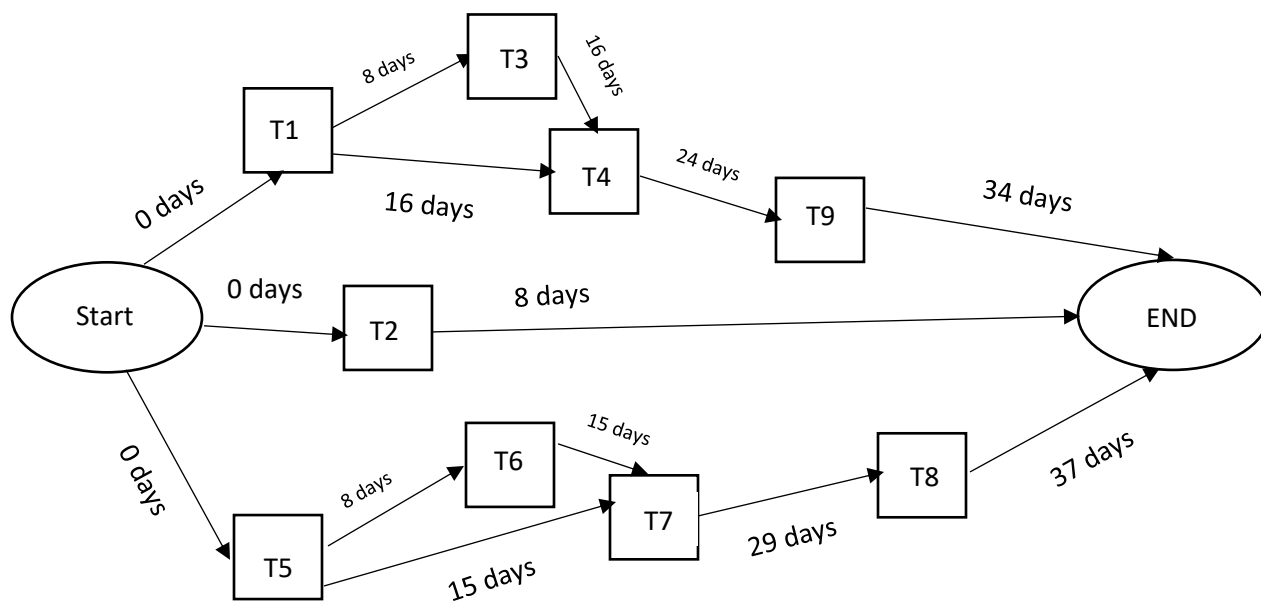 T3
8 days
16 days
T1
T4
24 days
0 days
16 days
T9
34 days
Start
0 days
T2
8 days
END
0 days
T6
15 days
8 days
T7
T8
37 days
29 days
T5
15 days